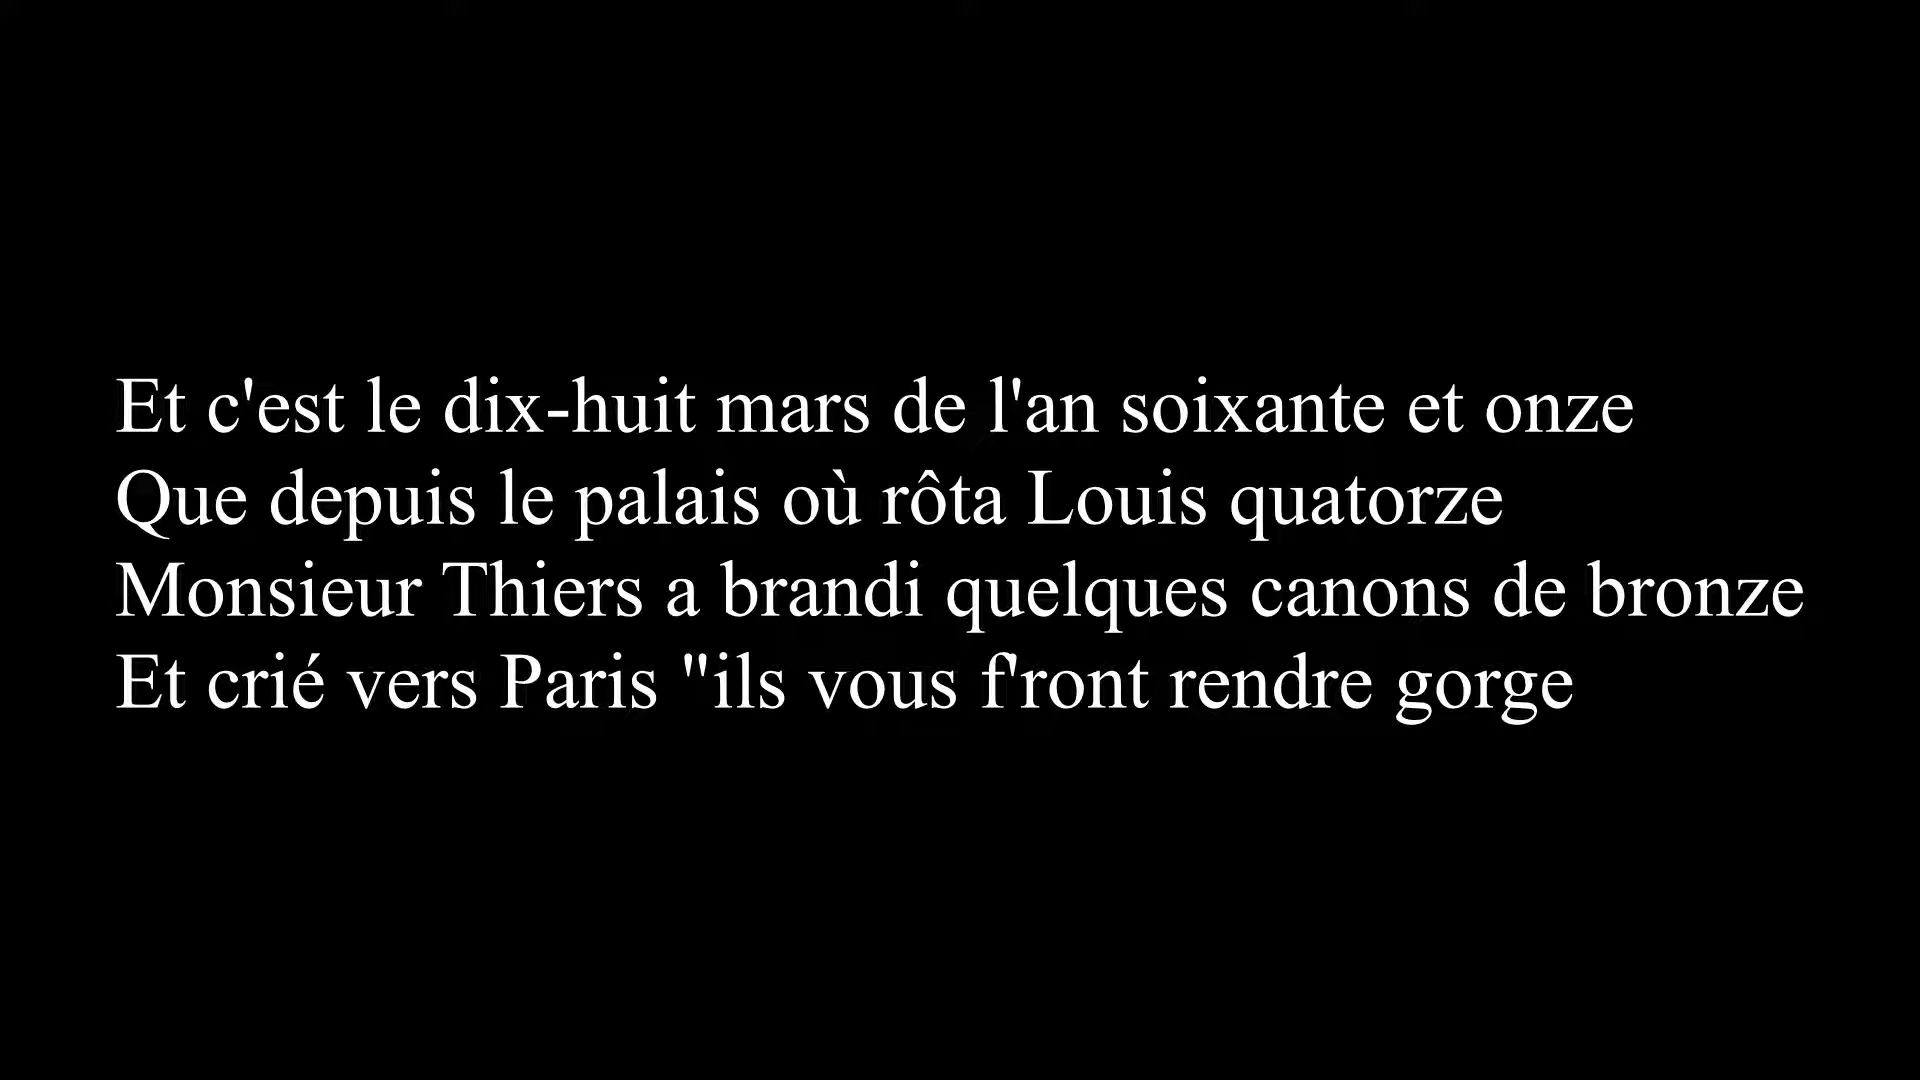 Et c'est le dix-huit mars de l'an soixante et onze
Que depuis le palais où rôta Louis quatorze
Monsieur Thiers a brandi quelques canons de bronze
Et crié vers Paris "ils vous f'ront rendre gorge